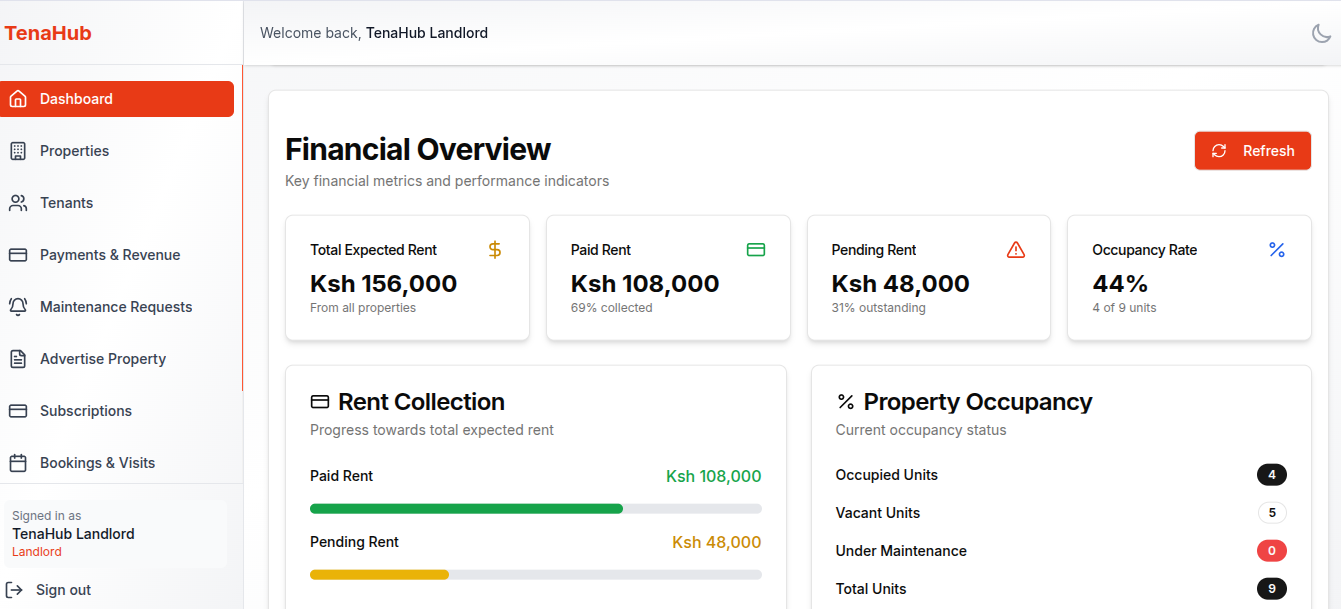 TenaHub
Welcome back, TenaHub Landlord
Dashboard
Properties
Tenants
Payments & Revenue
Maintenance Requests
Advertise Property
Subscriptions
Bookings & Visits
Signed in as
TenaHub Landlord
Landlord
Sign out
Financial Overview
Key financial metrics and performance indicators
Refresh
Total Expected Rent
Ksh 156,000
From all properties
Paid Rent
Ksh 108,000
69% collected
Pending Rent
Ksh 48,000
31% outstanding
Occupancy Rate
44%
4 of 9 units
Rent Collection
Progress towards total expected rent
Paid Rent Ksh 108,000
Pending Rent Ksh 48,000
Property Occupancy
Current occupancy status
Occupied Units 4
Vacant Units 5
Under Maintenance 0
Total Units 9